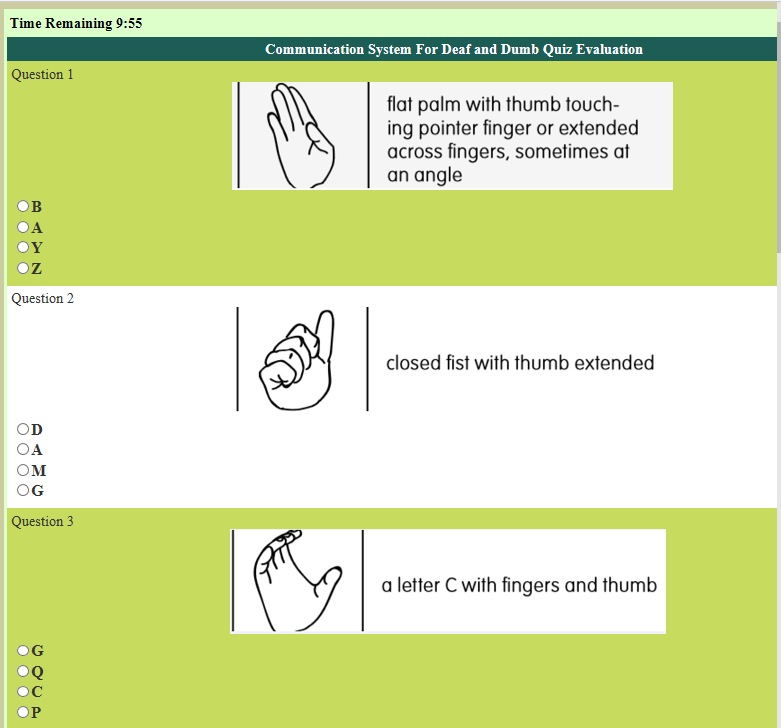 Time Remaining 9:55
Communication System For Deaf and Dumb Quiz Evaluation
Question 1
flat palm with thumb touch-
ing pointer finger or extended
across fingers, sometimes at
an angle
B
A
Y
Z
Question 2
closed fist with thumb extended
D
A
M
G
Question 3
a letter C with fingers and thumb
G
Q
C
P